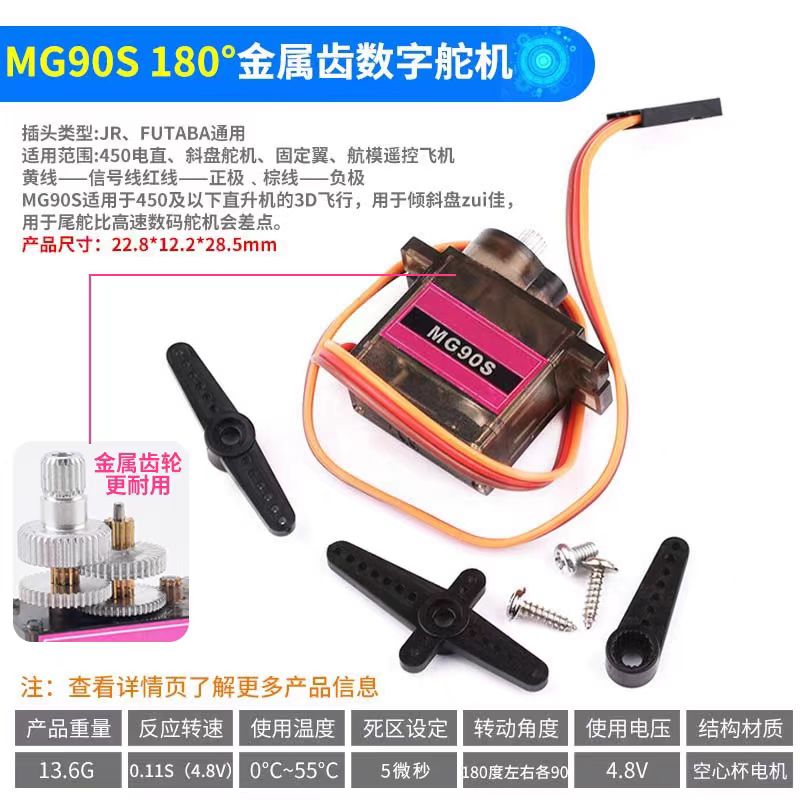 MG90S 180°金属齿数字舵机
插头类型:JR、FUTABA通用
适用范围:450电直、斜盘舵机、固定翼、航模遥控飞机
黄线——信号线红线——正极 、棕线——负极
MG90S适用于450及以下直升机的3D飞行，用于倾斜盘zui佳，
用于尾舵比高速数码舵机会差点。
产品尺寸：22.8*12.2*28.5mm
MG90S
金属齿轮
更耐用
注：查看详情页了解更多产品信息
产品重量 反应转速 使用温度 死区设定 转动角度 使用电压 结构材质
13.6G 0.11S（4.8V） 0℃~55℃ 5微秒 180度左右各90 4.8V 空心杯电机